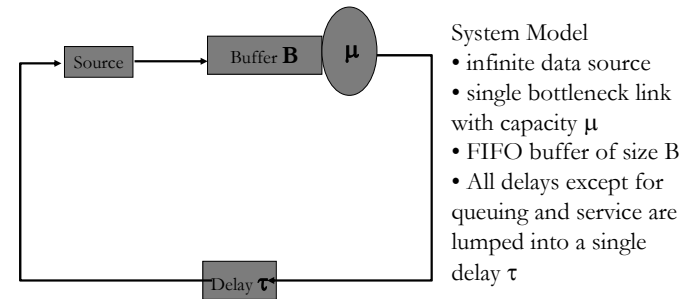 Source
Buffer B
μ
System Model
• infinite data source
• single bottleneck link
with capacity μ
• FIFO buffer of size B
• All delays except for
queuing and service are
lumped into a single
delay τ
Delay τ